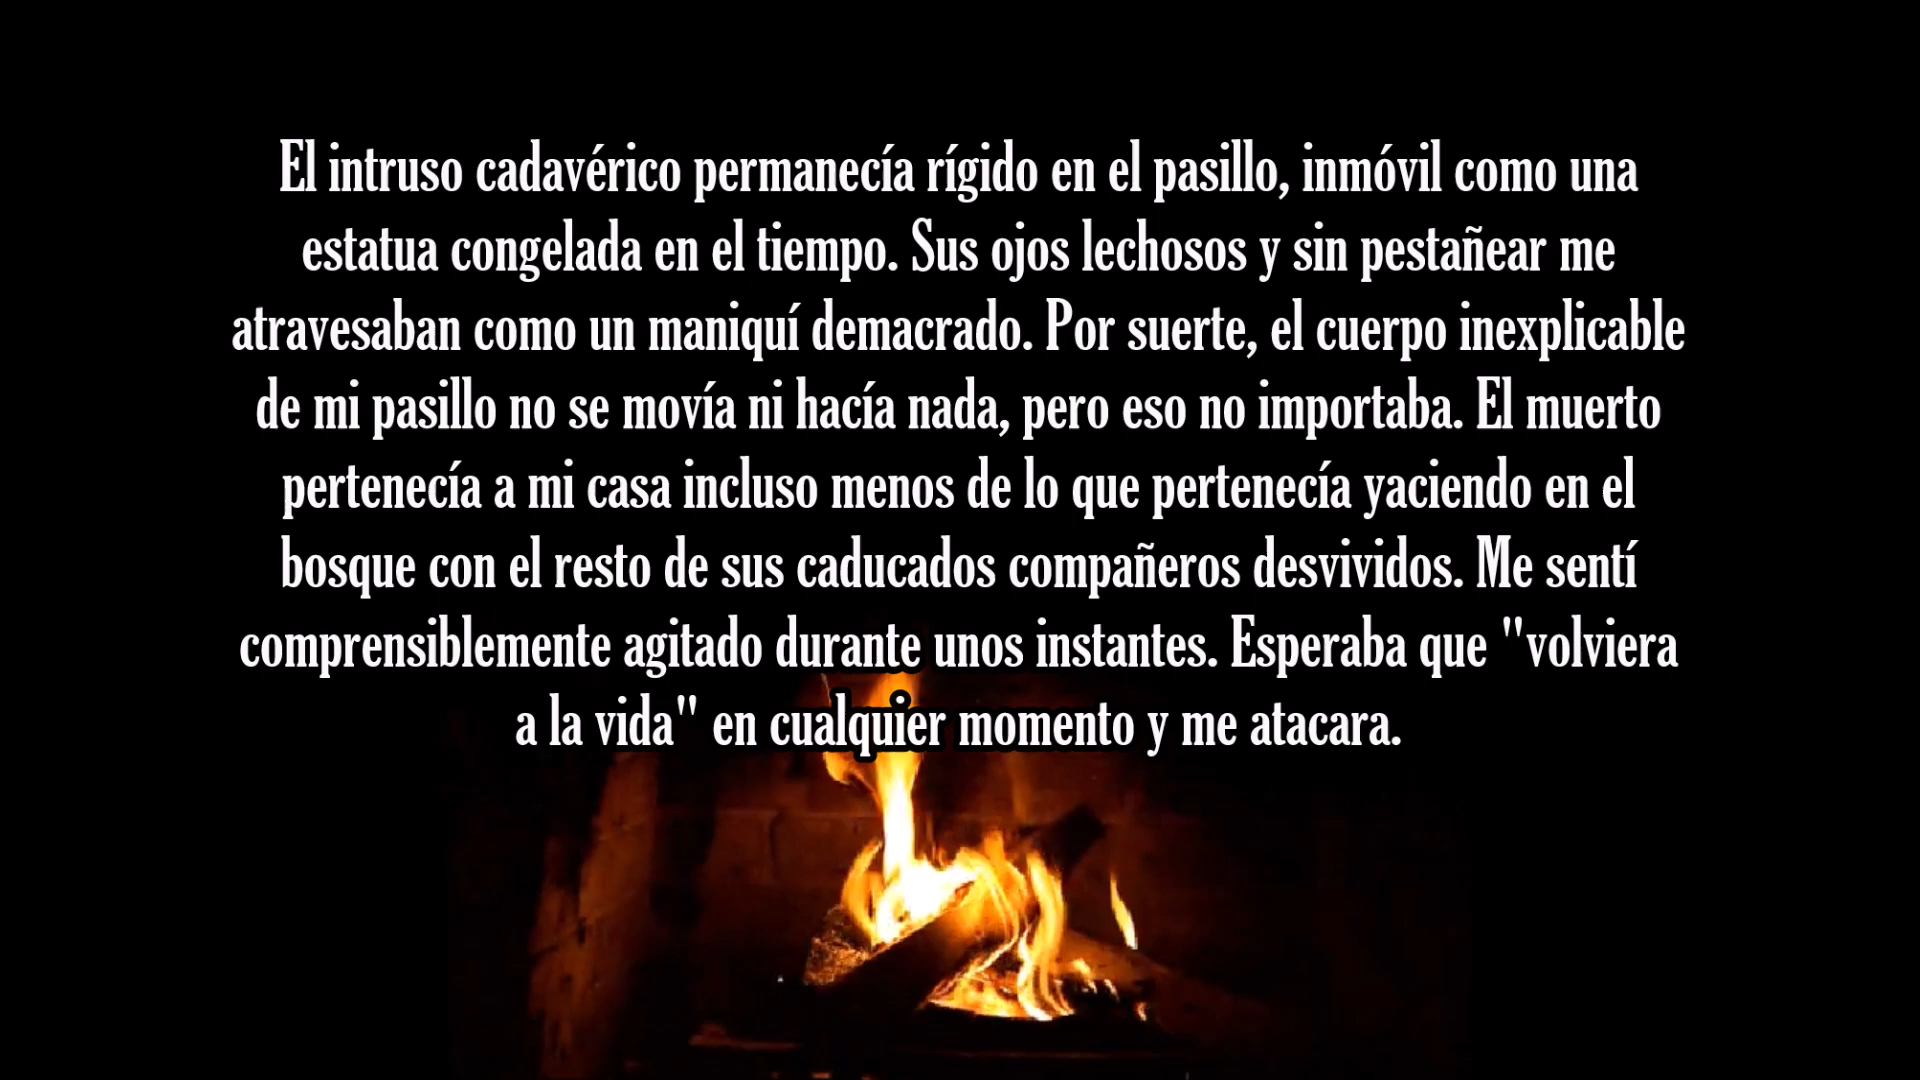 El intruso cadavérico permanecía rígido en el pasillo, inmóvil como una
estatua congelada en el tiempo. Sus ojos lechosos y sin pestañear me
atravesaban como un maniquí demacrado. Por suerte, el cuerpo inexplicable
de mi pasillo no se movía ni hacía nada, pero eso no importaba. El muerto
pertenecía a mi casa incluso menos de lo que pertenecía yaciendo en el
bosque con el resto de sus caducados compañeros desvividos. Me sentí
comprensiblemente agitado durante unos instantes. Esperaba que "volviera
a la vida" en cualquier momento y me atacara.